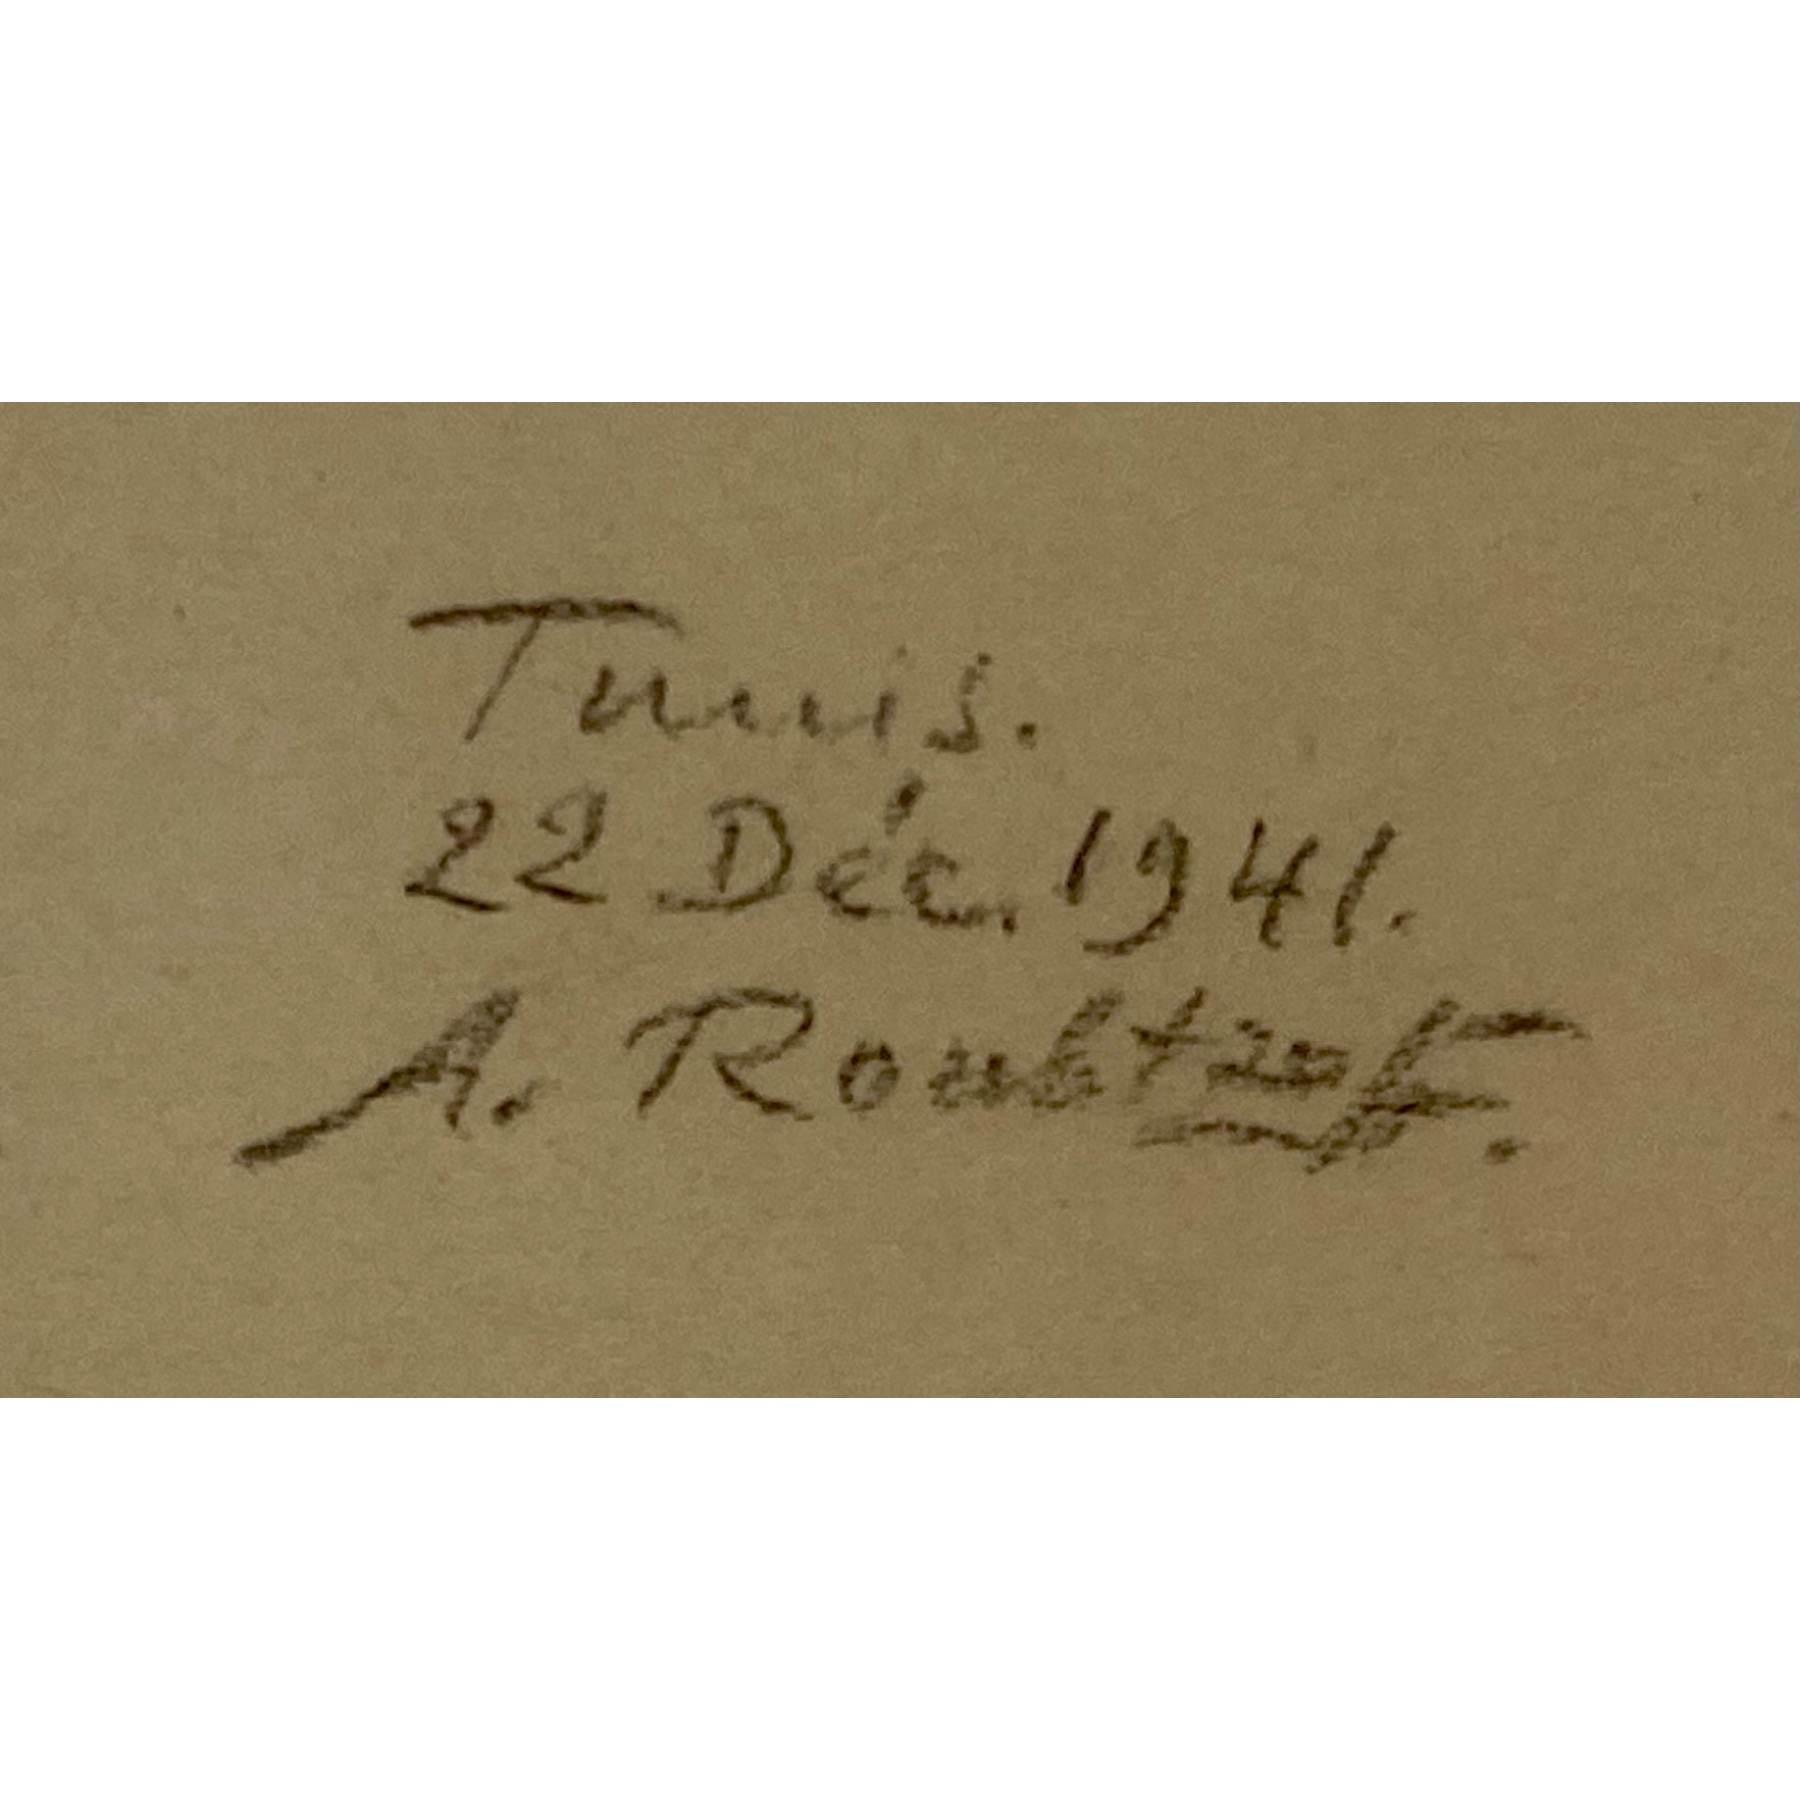 Tunis.
22 Déc. 1941.
A. Roubtzoff.